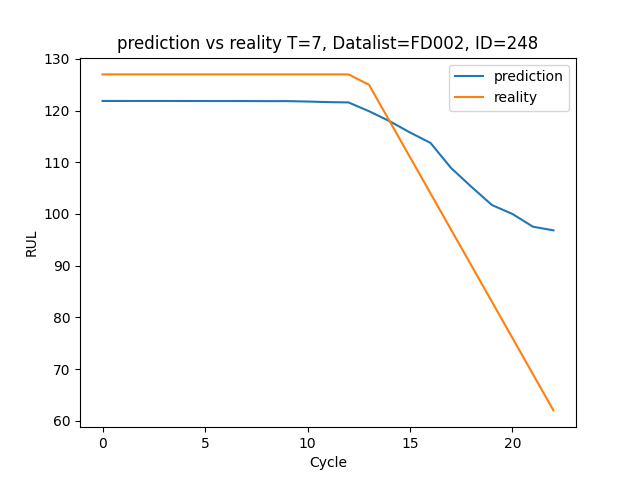 prediction vs reality T=7, Datalist=FD002, ID=248
prediction
reality
130
120
110
100
90
80
70
60
RUL
0 5 10 15 20
Cycle